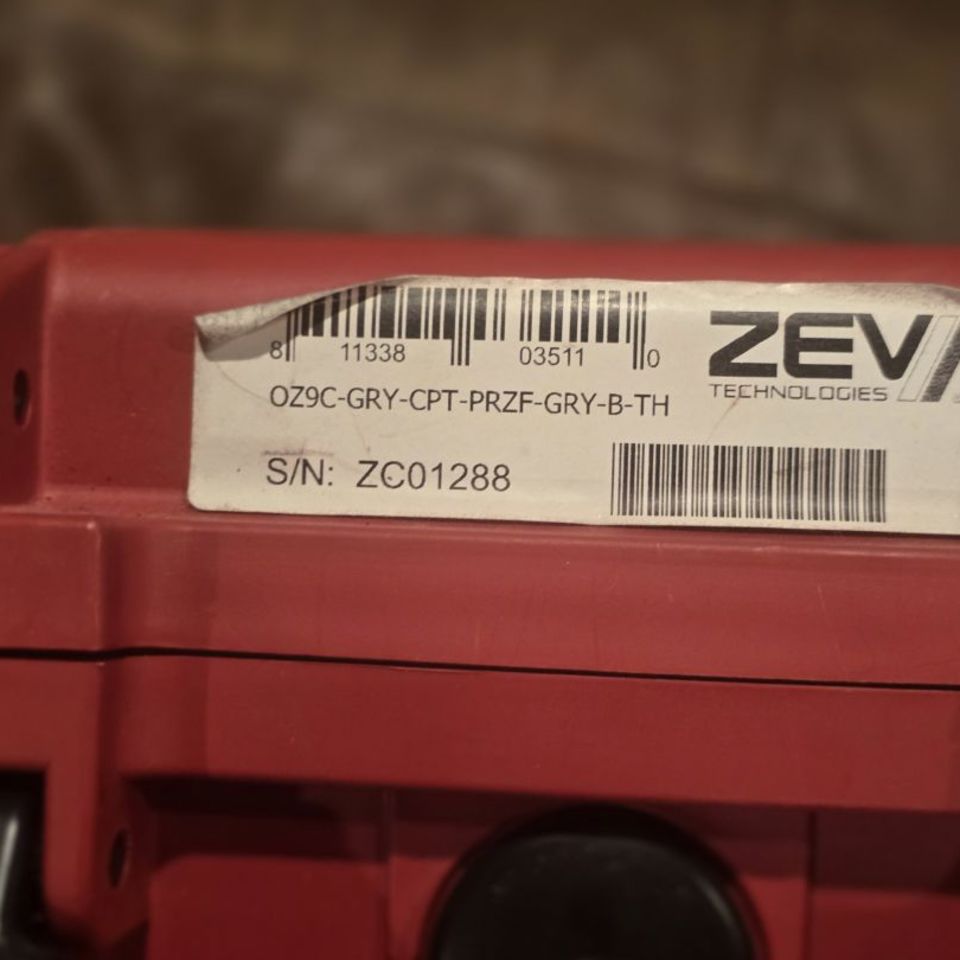 8 11338 03511 0
OZ9C-GRY-CPT-PRZF-GRY-B-TH
S/N: ZC01288
ZEV
TECHNOLOGIES